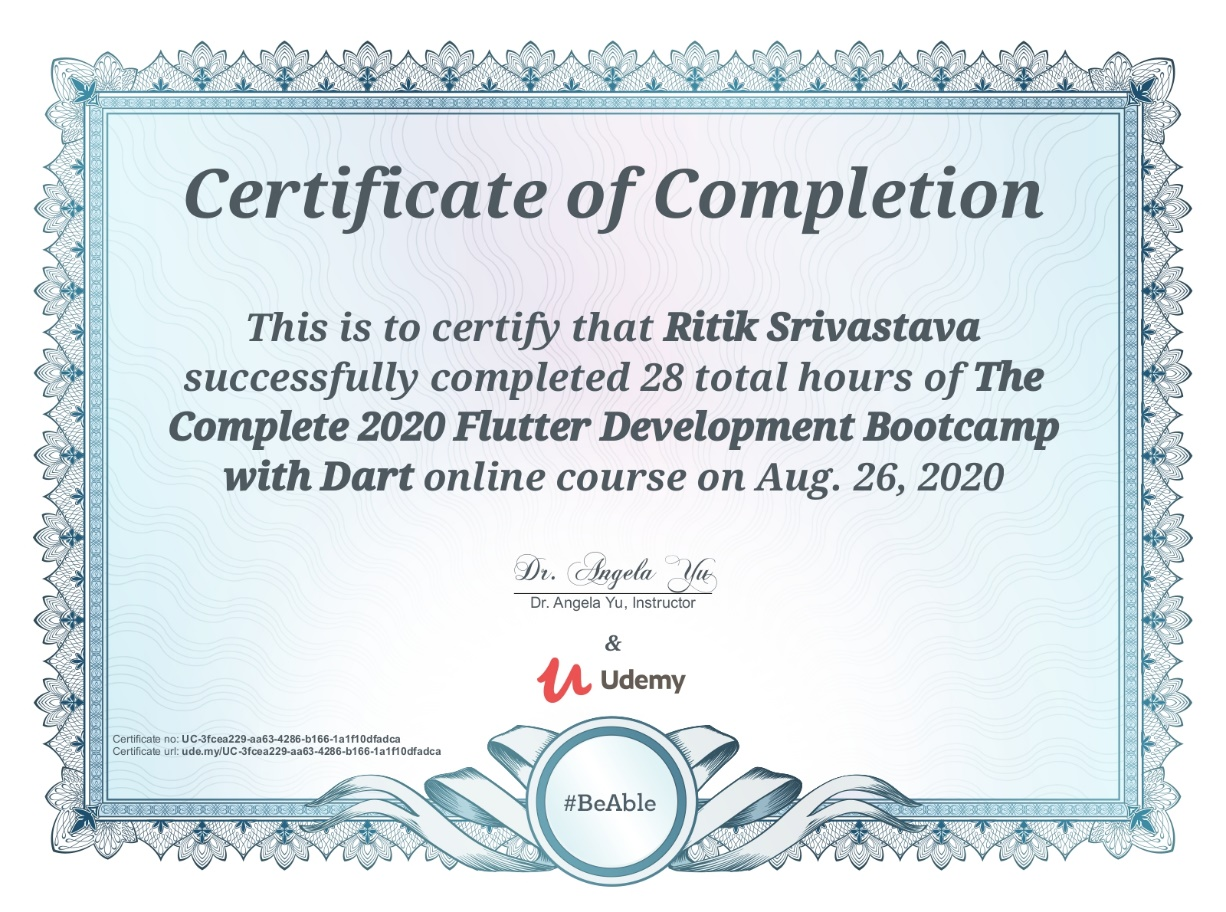 Certificate of Completion
This is to certify that Ritik Srivastava
successfully completed 28 total hours of The
Complete 2020 Flutter Development Bootcamp
with Dart online course on Aug. 26, 2020
Dr. Angela Yu
Dr. Angela Yu, Instructor
&
Udemy
Certificate no: UC-3fcea229-aa63-4286-b166-1a1f10dfadca
Certificate url: ude.my/UC-3fcea229-aa63-4286-b166-1a1f10dfadca
#BeAble